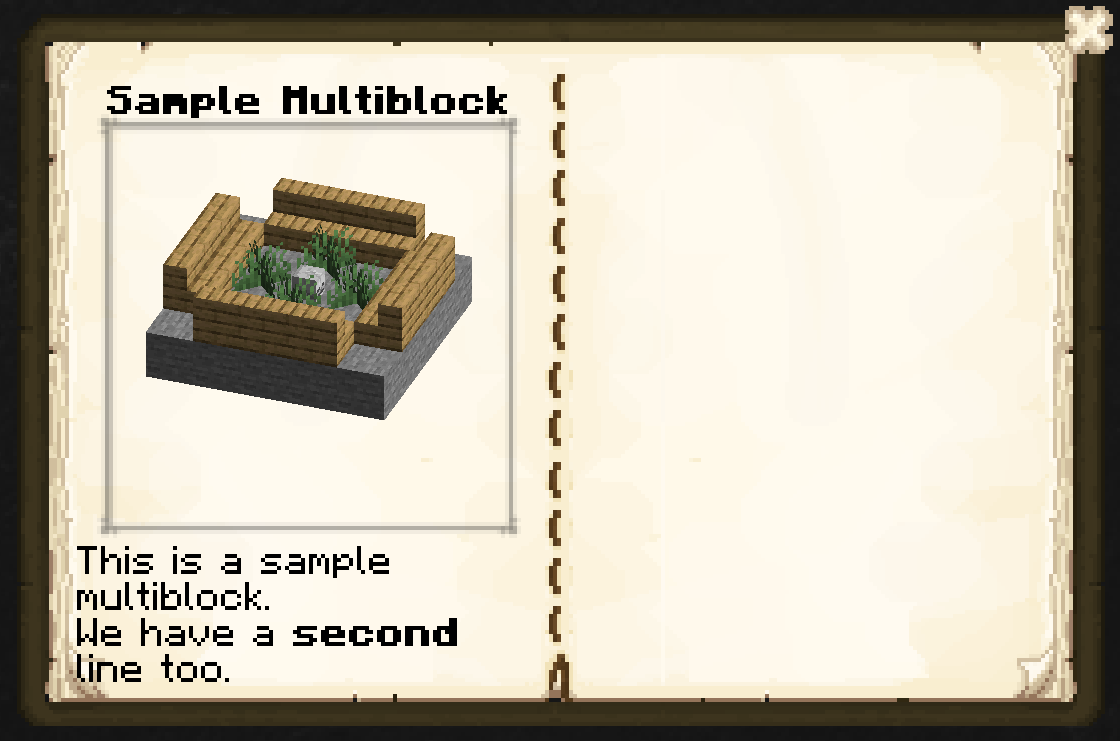 Sample Multiblock
This is a sample
multiblock.
We have a second
line too.